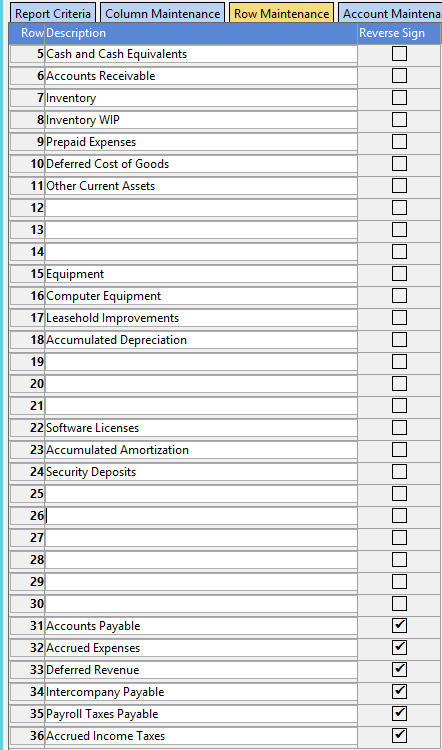 Report Criteria Column Maintenance Row Maintenance Account Maintena
Row Description Reverse Sign
5 Cash and Cash Equivalents
6 Accounts Receivable
7 Inventory
8 Inventory WIP
9 Prepaid Expenses
10 Deferred Cost of Goods
11 Other Current Assets
12
13
14
15 Equipment
16 Computer Equipment
17 Leasehold Improvements
18 Accumulated Depreciation
19
20
21
22 Software Licenses
23 Accumulated Amortization
24 Security Deposits
25
26
27
28
29
30
31 Accounts Payable
32 Accrued Expenses
33 Deferred Revenue
34 Intercompany Payable
35 Payroll Taxes Payable
36 Accrued Income Taxes